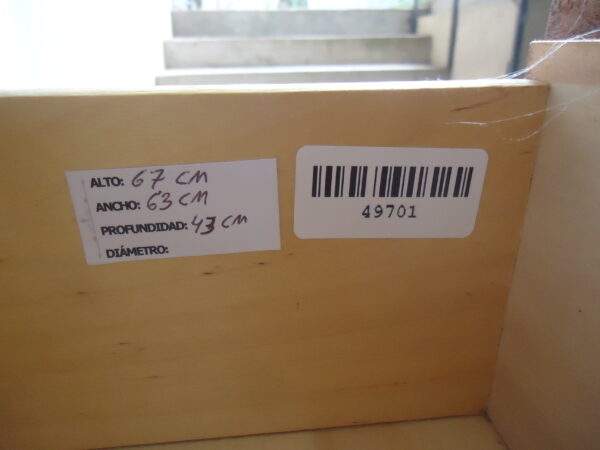 ALTO: 67 CM
ANCHO: 63 CM
PROFUNDIDAD: 43 CM
DIÁMETRO:
49701